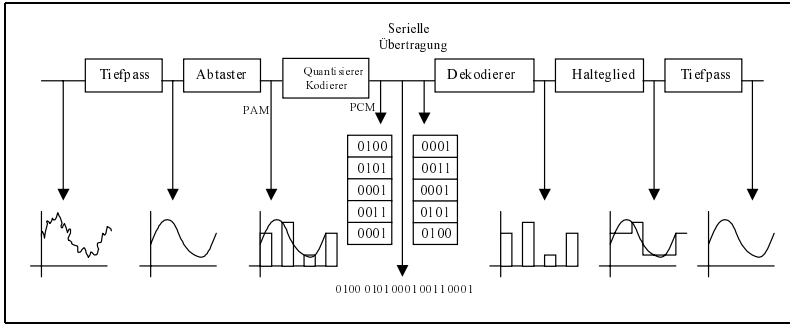 Serielle
Übertragung
Tiefpass
Abtaster
Quantisierer
Kodierer
Dekodierer
Halteglied
Tiefpass
PAM
PCM
0100
0101
0001
0011
0001
0001
0011
0001
0101
0100
0100 0101 0001 0011 0001